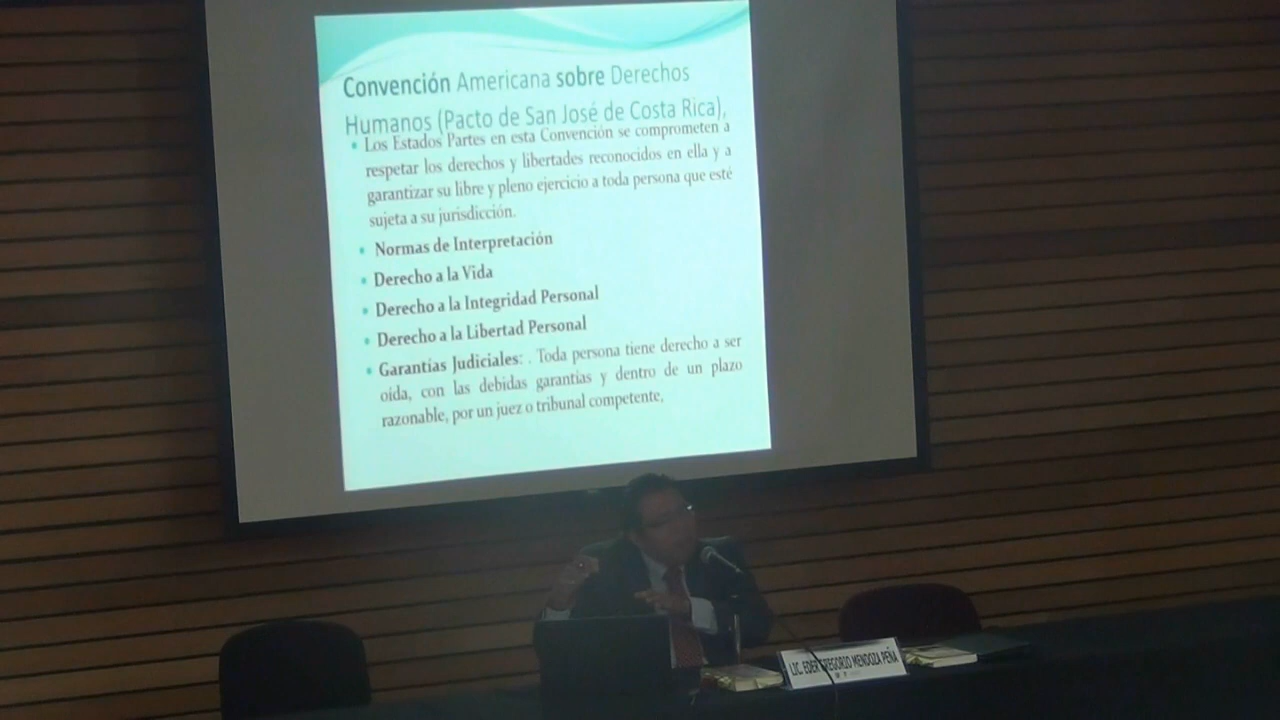 Convención Americana sobre Derechos
Humanos (Pacto de San José de Costa Rica),
• Los Estados Partes en esta Convención se comprometen a
respetar los derechos y libertades reconocidos en ella y a
garantizar su libre y pleno ejercicio a toda persona que esté
sujeta a su jurisdicción.
• Normas de Interpretación
• Derecho a la Vida
• Derecho a la Integridad Personal
• Derecho a la Libertad Personal
• Garantías Judiciales: . Toda persona tiene derecho a ser
oída, con las debidas garantías y dentro de un plazo
razonable, por un juez o tribunal competente,
LIC. EDER GREGORIO MENDOZA PEÑA